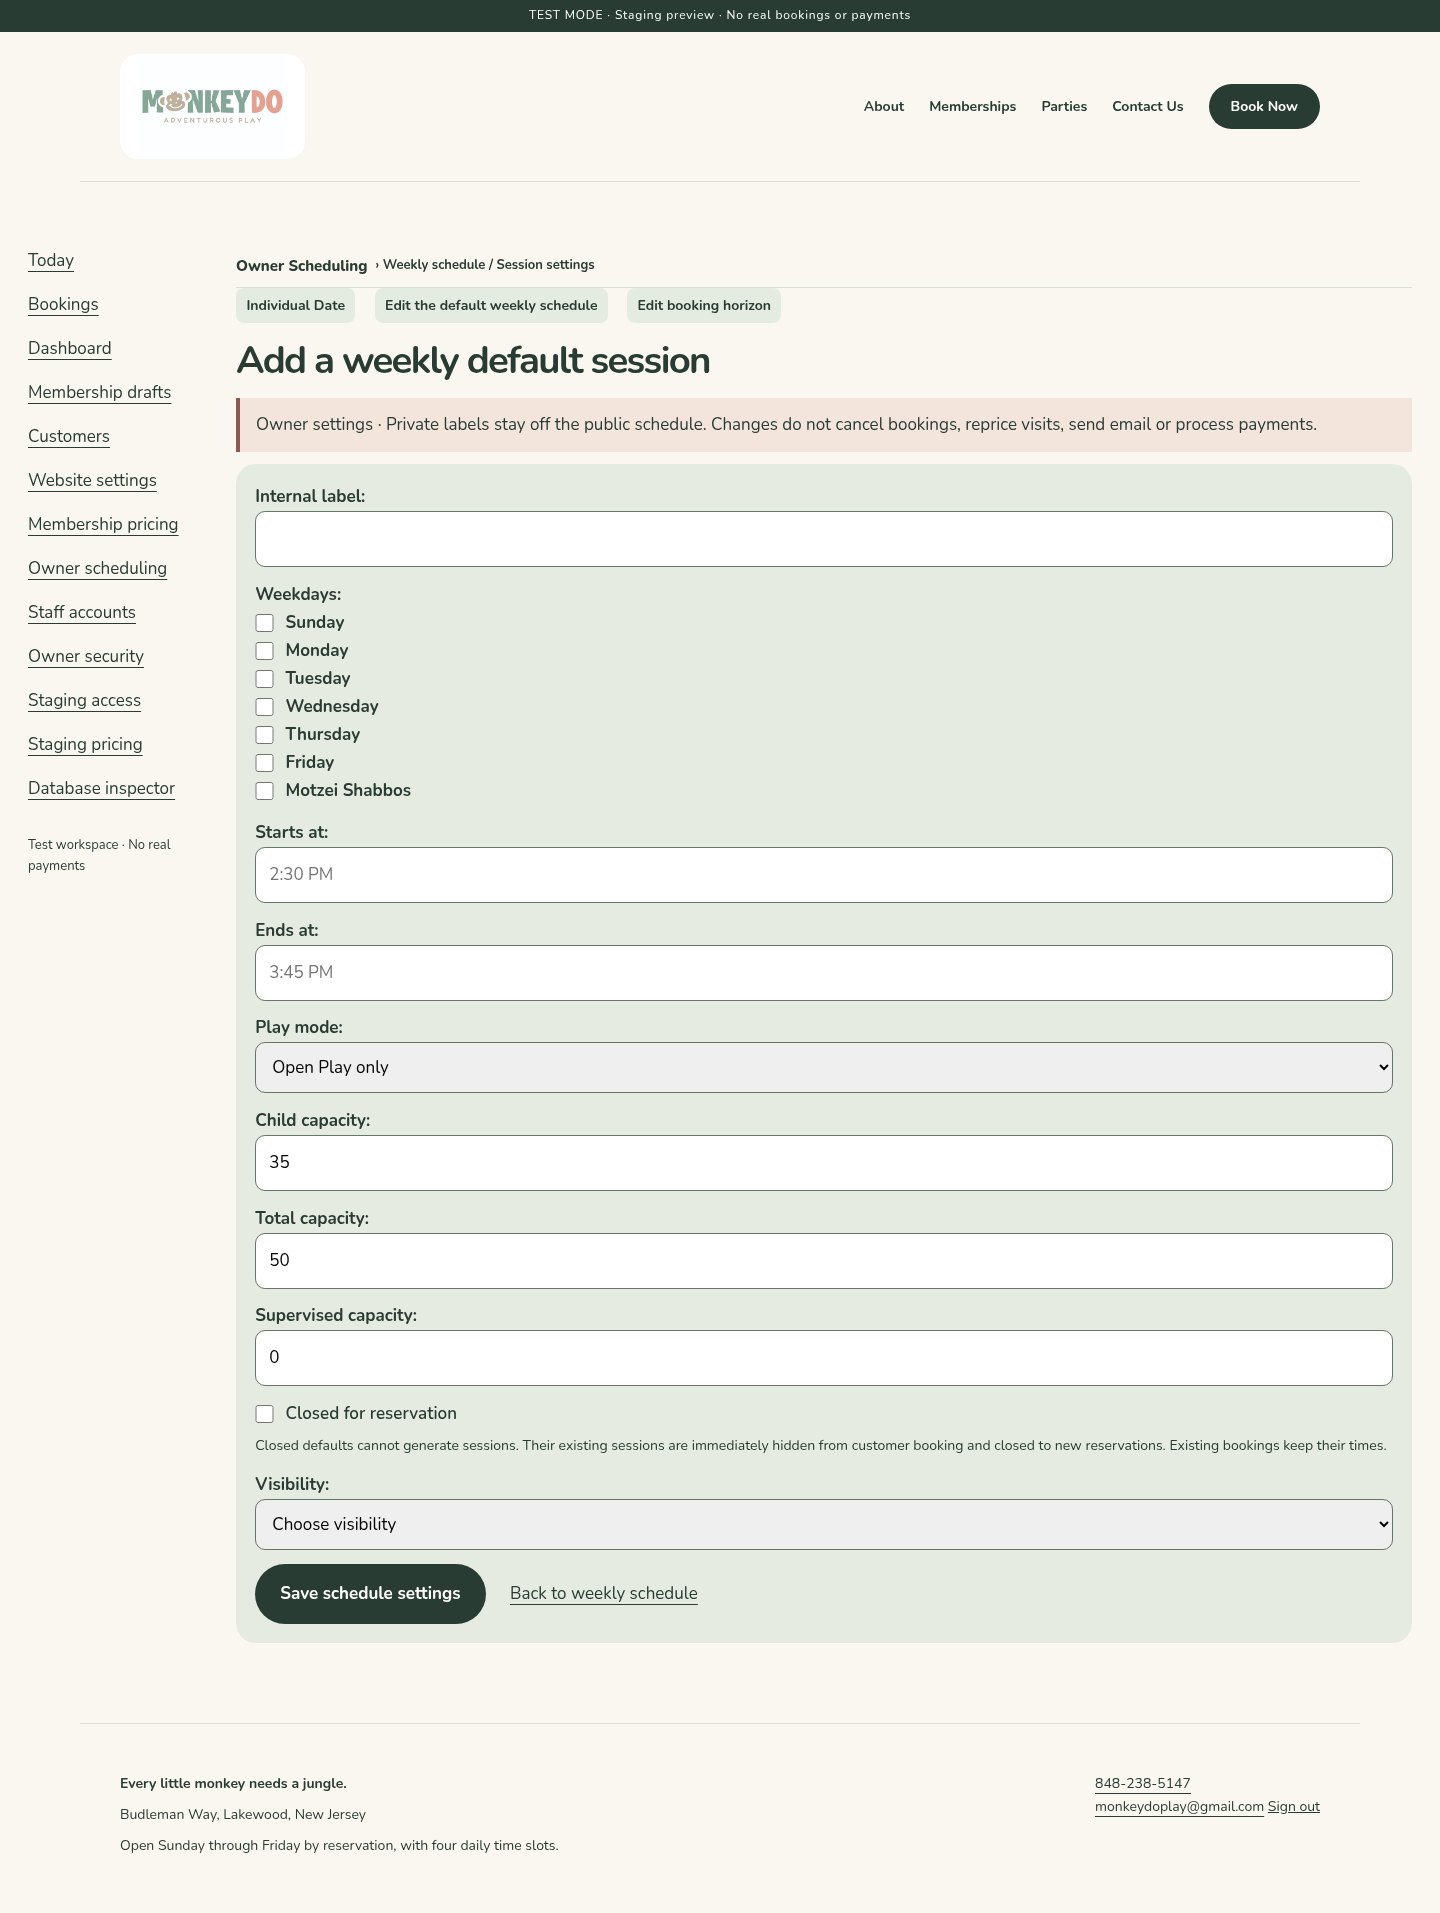 TEST MODE · Staging preview · No real bookings or payments
MONKEYDO
ADVENTUROUS PLAY
About Memberships Parties Contact Us Book Now
Today
Bookings
Dashboard
Membership drafts
Customers
Website settings
Membership pricing
Owner scheduling
Staff accounts
Owner security
Staging access
Staging pricing
Database inspector
Test workspace · No real
payments
Owner Scheduling › Weekly schedule / Session settings
Individual Date Edit the default weekly schedule Edit booking horizon
Add a weekly default session
Owner settings · Private labels stay off the public schedule. Changes do not cancel bookings, reprice visits, send email or process payments.
Internal label:
Weekdays:
Sunday
Monday
Tuesday
Wednesday
Thursday
Friday
Motzei Shabbos
Starts at:
2:30 PM
Ends at:
3:45 PM
Play mode:
Open Play only
Child capacity:
35
Total capacity:
50
Supervised capacity:
0
Closed for reservation
Closed defaults cannot generate sessions. Their existing sessions are immediately hidden from customer booking and closed to new reservations. Existing bookings keep their times.
Visibility:
Choose visibility
Save schedule settings Back to weekly schedule
Every little monkey needs a jungle.
Budleman Way, Lakewood, New Jersey
Open Sunday through Friday by reservation, with four daily time slots.
848-238-5147
monkeydoplay@gmail.com Sign out